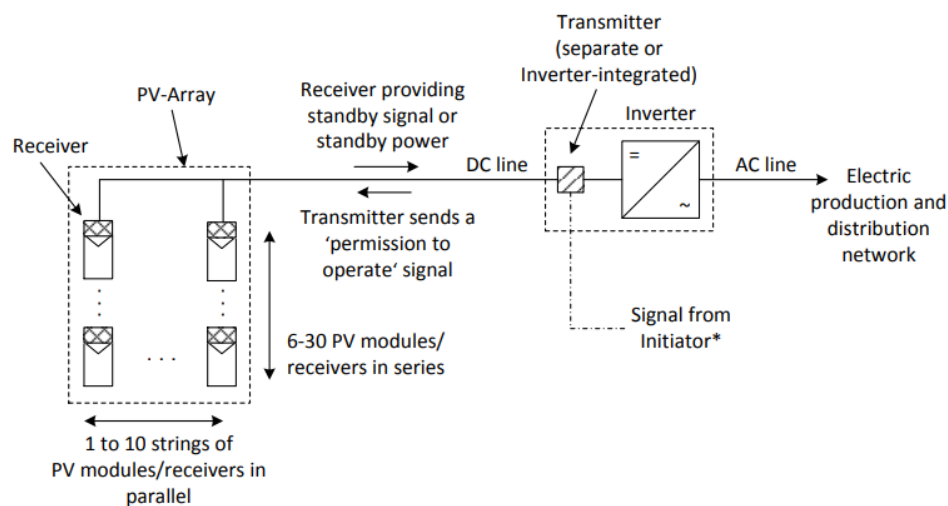 Transmitter
(separate or
Inverter-integrated)
PV-Array
Receiver providing
standby signal or
standby power
Inverter
Receiver
DC line
=
~
AC line
Electric
production and
distribution
network
Transmitter sends a
‘permission to
operate‘ signal
6-30 PV modules/
receivers in series
Signal from
Initiator*
1 to 10 strings of
PV modules/receivers in
parallel